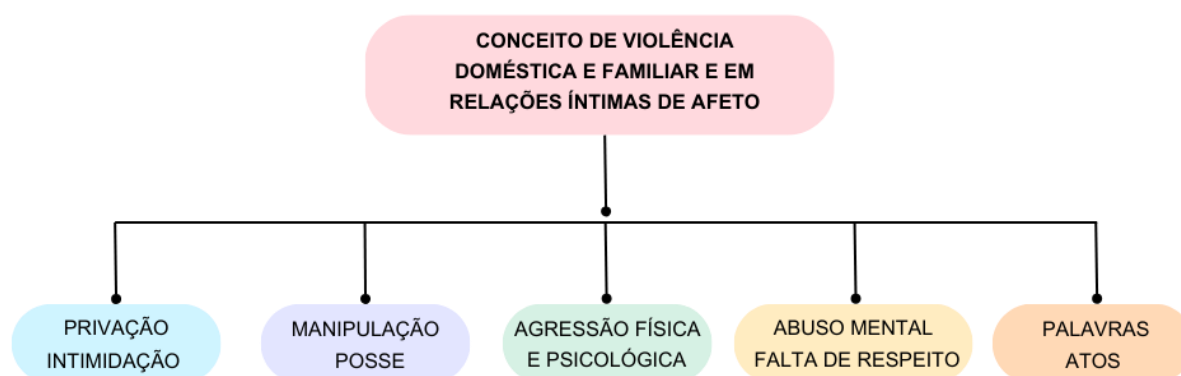 CONCEITO DE VIOLÊNCIA
DOMÉSTICA E FAMILIAR E EM
RELAÇÕES ÍNTIMAS DE AFETO
PRIVAÇÃO
INTIMIDAÇÃO
MANIPULAÇÃO
POSSE
AGRESSÃO FÍSICA
E PSICOLÓGICA
ABUSO MENTAL
FALTA DE RESPEITO
PALAVRAS
ATOS